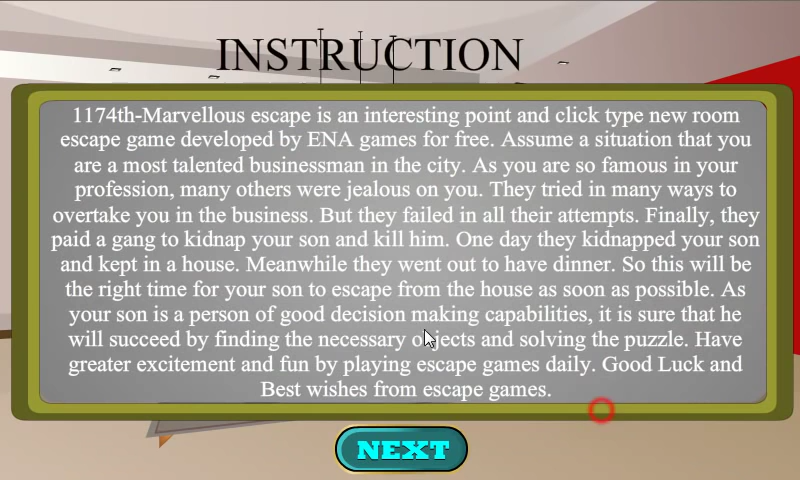 INSTRUCTION
1174th-Marvellous escape is an interesting point and click type new room
escape game developed by ENA games for free. Assume a situation that you
are a most talented businessman in the city. As you are so famous in your
profession, many others were jealous on you. They tried in many ways to
overtake you in the business. But they failed in all their attempts. Finally, they
paid a gang to kidnap your son and kill him. One day they kidnapped your son
and kept in a house. Meanwhile they went out to have dinner. So this will be
the right time for your son to escape from the house as soon as possible. As
your son is a person of good decision making capabilities, it is sure that he
will succeed by finding the necessary objects and solving the puzzle. Have
greater excitement and fun by playing escape games daily. Good Luck and
Best wishes from escape games.
NEXT